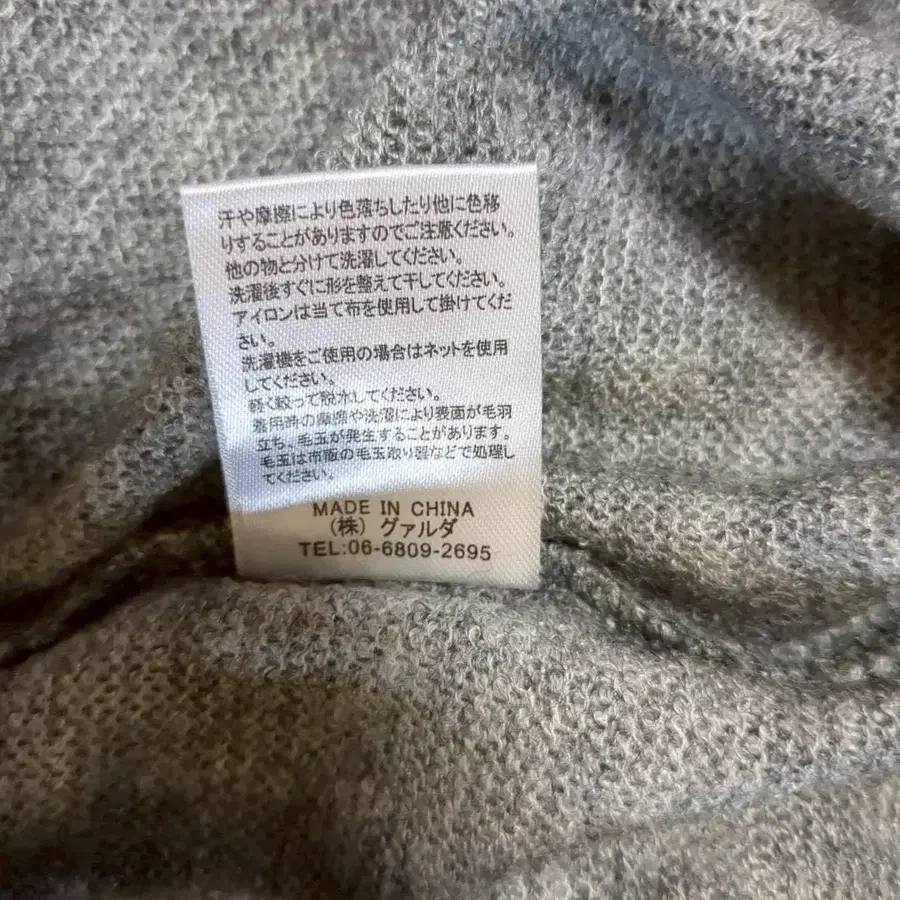 汗や摩擦により色落ちしたり他に色移
りすることがありますのでご注意ください。
他の物と分けて洗濯してください。
洗濯後すぐに形を整えて干してください。
アイロンは当て布を使用して掛けてくだ
さい。
洗濯機をご使用の場合はネットを使用
してください。
軽く絞って脱水してください。
着用時の摩擦や洗濯により表面が毛羽
立ち、毛玉が発生することがあります。
毛玉は市販の毛玉取り器などで処理し
てください。
MADE IN CHINA
（株）グァルダ
TEL:06-6809-2695